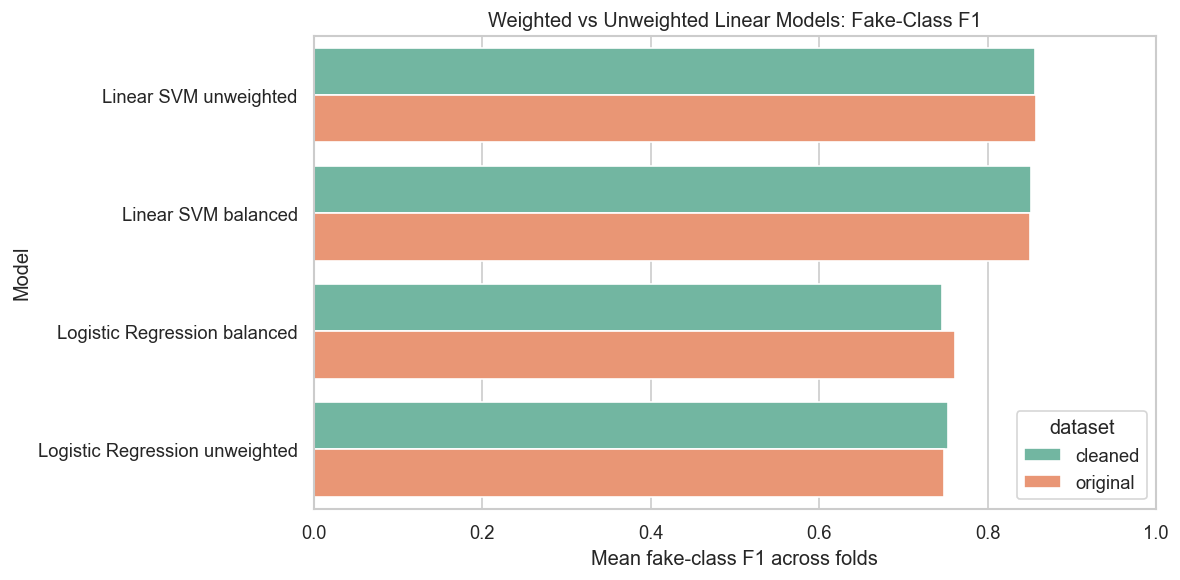 Weighted vs Unweighted Linear Models: Fake-Class F1
Model
Linear SVM unweighted
Linear SVM balanced
Logistic Regression balanced
Logistic Regression unweighted
dataset
cleaned
original
0.0 0.2 0.4 0.6 0.8 1.0
Mean fake-class F1 across folds